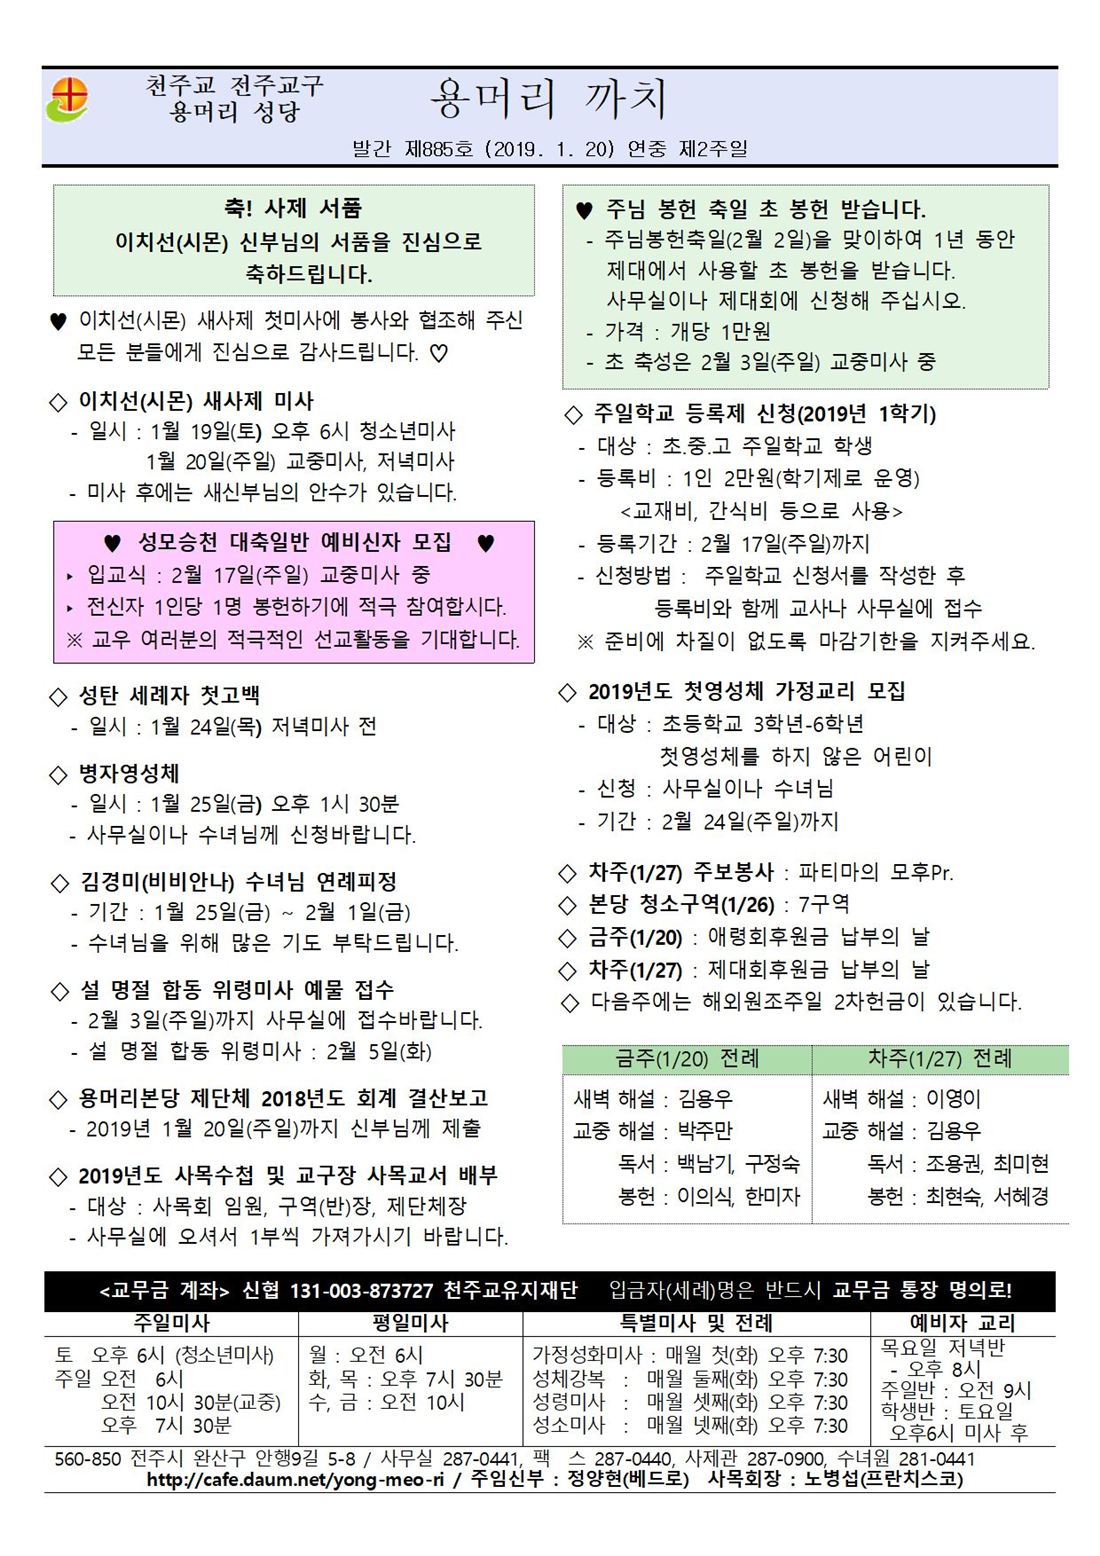 천주교 전주교구
용머리 성당
용머리 까치
발간 제885호 (2019. 1. 20) 연중 제2주일
축! 사제 서품
이치선(시몬) 신부님의 서품을 진심으로
축하드립니다.
♥ 이치선(시몬) 새사제 첫미사에 봉사와 협조해 주신
모든 분들에게 진심으로 감사드립니다. ♡
◇ 이치선(시몬) 새사제 미사
- 일시 : 1월 19일(토) 오후 6시 청소년미사
1월 20일(주일) 교중미사, 저녁미사
- 미사 후에는 새신부님의 안수가 있습니다.
♥ 성모승천 대축일반 예비신자 모집 ♥
▸ 입교식 : 2월 17일(주일) 교중미사 중
▸ 전신자 1인당 1명 봉헌하기에 적극 참여합시다.
※ 교우 여러분의 적극적인 선교활동을 기대합니다.
◇ 성탄 세례자 첫고백
- 일시 : 1월 24일(목) 저녁미사 전
◇ 병자영성체
- 일시 : 1월 25일(금) 오후 1시 30분
- 사무실이나 수녀님께 신청바랍니다.
◇ 김경미(비비안나) 수녀님 연례피정
- 기간 : 1월 25일(금) ~ 2월 1일(금)
- 수녀님을 위해 많은 기도 부탁드립니다.
◇ 설 명절 합동 위령미사 예물 접수
- 2월 3일(주일)까지 사무실에 접수바랍니다.
- 설 명절 합동 위령미사 : 2월 5일(화)
◇ 용머리본당 제단체 2018년도 회계 결산보고
- 2019년 1월 20일(주일)까지 신부님께 제출
◇ 2019년도 사목수첩 및 교구장 사목교서 배부
- 대상 : 사목회 임원, 구역(반)장, 제단체장
- 사무실에 오셔서 1부씩 가져가시기 바랍니다.
♥ 주님 봉헌 축일 초 봉헌 받습니다.
- 주님봉헌축일(2월 2일)을 맞이하여 1년 동안
제대에서 사용할 초 봉헌을 받습니다.
사무실이나 제대회에 신청해 주십시오.
- 가격 : 개당 1만원
- 초 축성은 2월 3일(주일) 교중미사 중
◇ 주일학교 등록제 신청(2019년 1학기)
- 대상 : 초.중.고 주일학교 학생
- 등록비 : 1인 2만원(학기제로 운영)
<교재비, 간식비 등으로 사용>
- 등록기간 : 2월 17일(주일)까지
- 신청방법 : 주일학교 신청서를 작성한 후
등록비와 함께 교사나 사무실에 접수
※ 준비에 차질이 없도록 마감기한을 지켜주세요.
◇ 2019년도 첫영성체 가정교리 모집
- 대상 : 초등학교 3학년-6학년
첫영성체를 하지 않은 어린이
- 신청 : 사무실이나 수녀님
- 기간 : 2월 24일(주일)까지
◇ 차주(1/27) 주보봉사 : 파티마의 모후Pr.
◇ 본당 청소구역(1/26) : 7구역
◇ 금주(1/20) : 애령회후원금 납부의 날
◇ 차주(1/27) : 제대회후원금 납부의 날
◇ 다음주에는 해외원조주일 2차헌금이 있습니다.
금주(1/20) 전례 차주(1/27) 전례
새벽 해설 : 김용우 새벽 해설 : 이영이
교중 해설 : 박주만 교중 해설 : 김용우
독서 : 백남기, 구정숙 독서 : 조용권, 최미현
봉헌 : 이의식, 한미자 봉헌 : 최현숙, 서혜경
<교무금 계좌> 신협 131-003-873727 천주교유지재단 입금자(세례)명은 반드시 교무금 통장 명의로!
주일미사 평일미사 특별미사 및 전례 예비자 교리
토 오후 6시 (청소년미사)
주일 오전 6시
오전 10시 30분(교중)
오후 7시 30분
월 : 오전 6시
화, 목 : 오후 7시 30분
수, 금 : 오전 10시
가정성화미사 : 매월 첫(화) 오후 7:30
성체강복 : 매월 둘째(화) 오후 7:30
성령미사 : 매월 셋째(화) 오후 7:30
성소미사 : 매월 넷째(화) 오후 7:30
목요일 저녁반
- 오후 8시
주일반 : 오전 9시
학생반 : 토요일
오후6시 미사 후
560-850 전주시 완산구 안행9길 5-8 / 사무실 287-0441, 팩 스 287-0440, 사제관 287-0900, 수녀원 281-0441
http://cafe.daum.net/yong-meo-ri / 주임신부 : 정양현(베드로) 사목회장 : 노병섭(프란치스코)